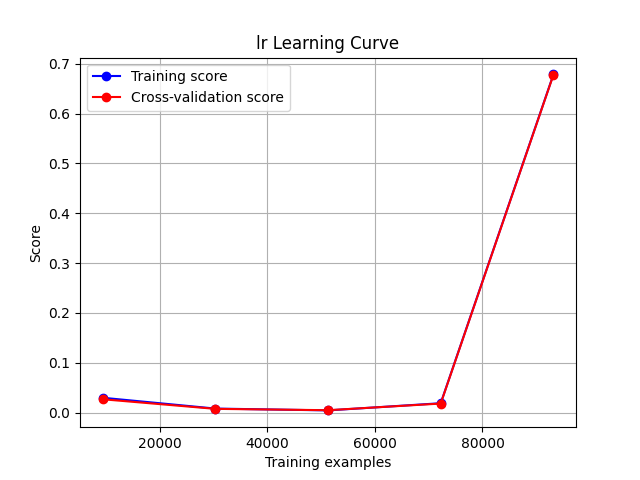 lr Learning Curve
Training score
Cross-validation score
0.7
0.6
0.5
0.4
0.3
0.2
0.1
0.0
Score
20000 40000 60000 80000
Training examples